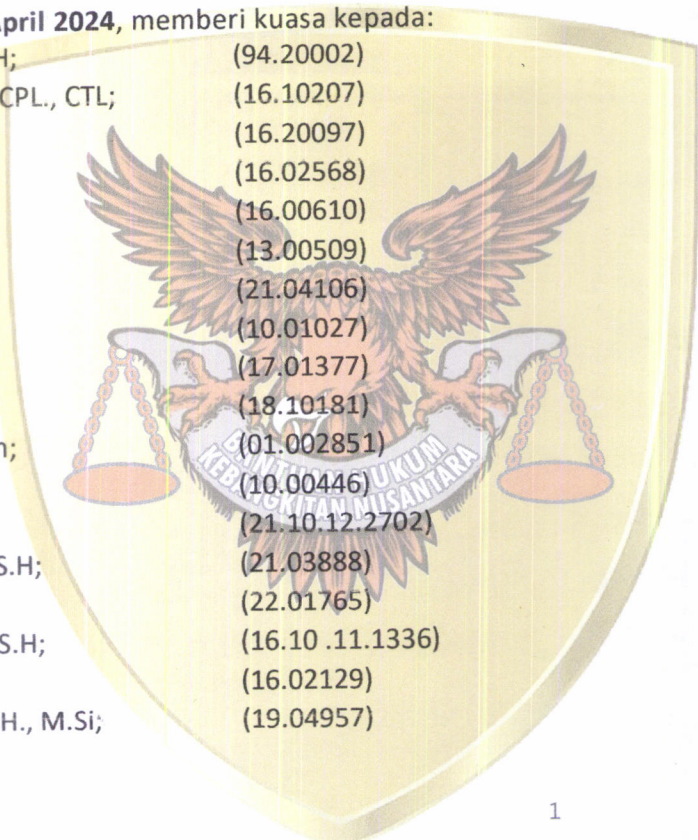 pril 2024, memberi kuasa kepada:
H; (94.20002)
CPL., CTL; (16.10207)
(16.20097)
(16.02568)
(16.00610)
(13.00509)
(21.04106)
(10.01027)
(17.01377)
(18.10181)
n; (01.002851)
(10.00446)
(21.10.12.2702)
S.H; (21.03888)
(22.01765)
S.H; (16.10 .11.1336)
(16.02129)
H., M.Si; (19.04957)
BANTUAN HUKUM
KEBANGKITAN NUSANTARA
1